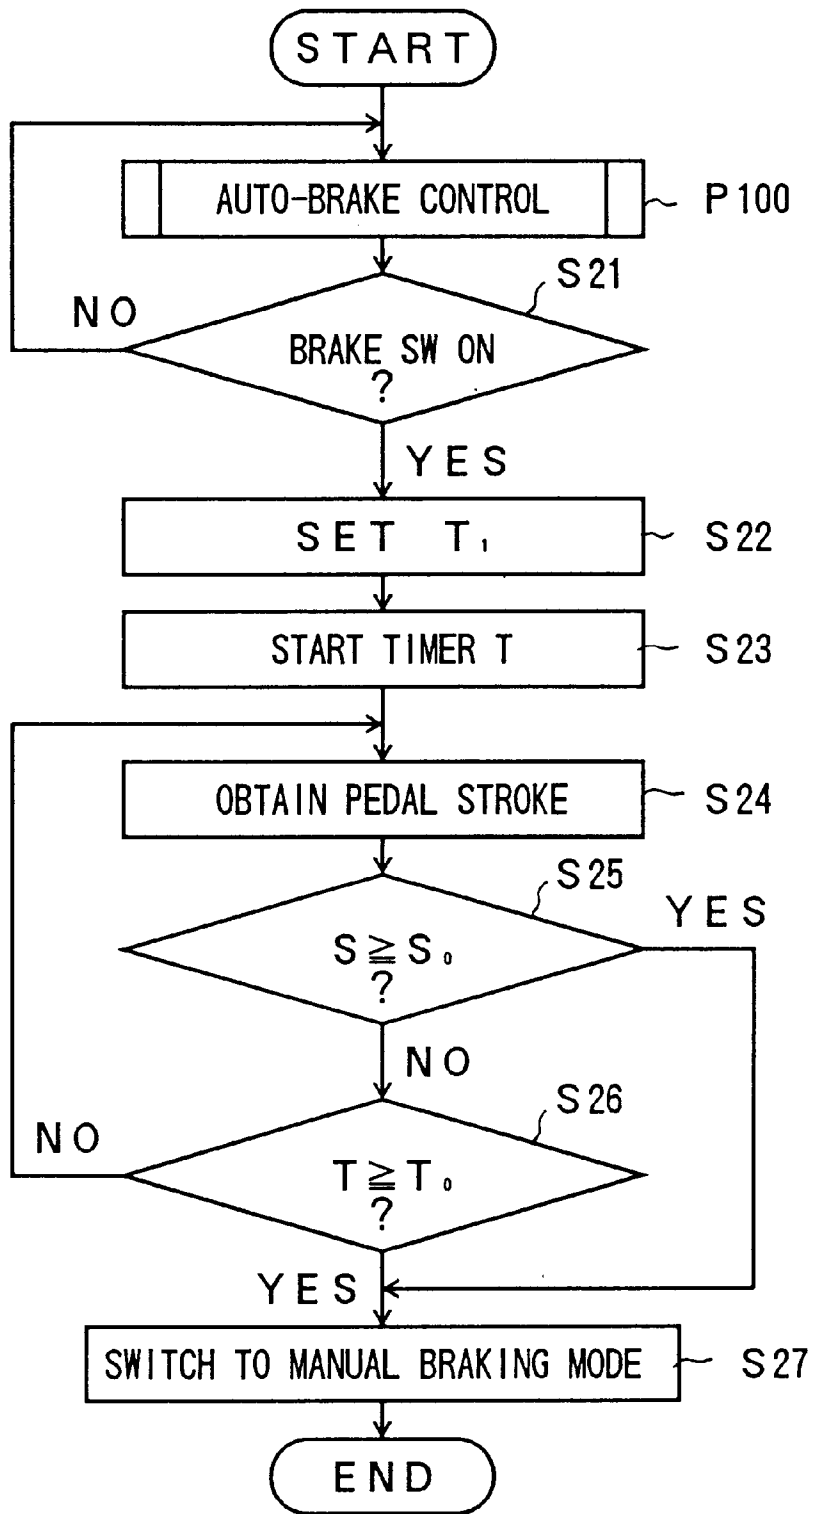 START
AUTO-BRAKE CONTROL
P100
S21
NO
BRAKE SW ON
?
YES
SET T₁
S22
START TIMER T
S23
OBTAIN PEDAL STROKE
S24
S25
YES
S≧S₀
?
NO
S26
NO
T≧T₀
?
YES
SWITCH TO MANUAL BRAKING MODE
S27
END